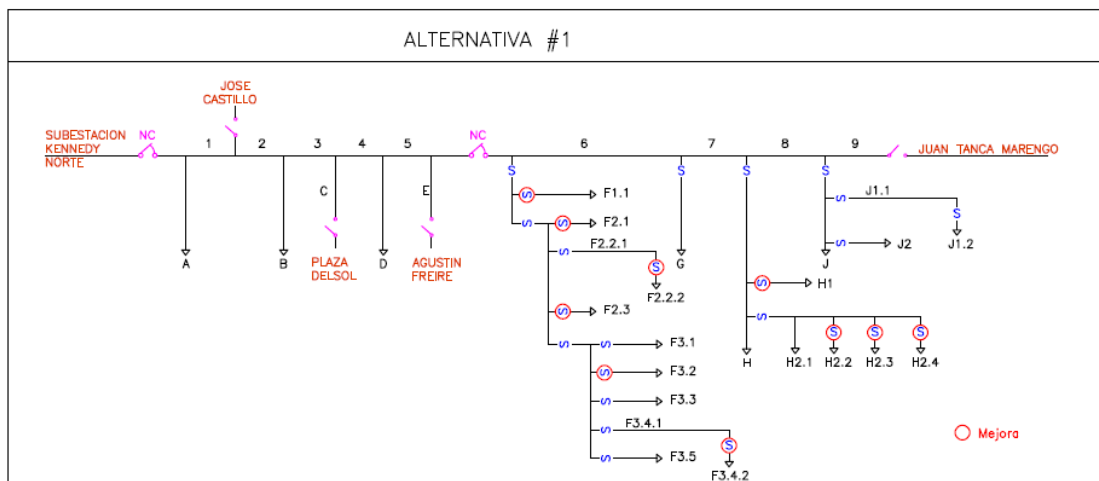 ALTERNATIVA #1
JOSE
CASTILLO
SUBESTACION
KENNEDY
NORTE
NC
1
2
3
4
5
NC
6
7
8
9
JUAN TANCA MARENGO
S
S
S
S
C
E
S
F1.1
S
J1.1
S
S
F2.1
S
F2.2.1
S
J2
S
J1.2
A
B
PLAZA
DELSOL
D
AGUSTIN
FREIRE
S
F2.2.2
G
J
S
H1
S
F2.3
S
S
S
S
H
H2.1
H2.2
H2.3
H2.4
S
S
F3.1
S
F3.2
S
F3.3
S
F3.4.1
S
F3.4.2
S
F3.5
Mejora